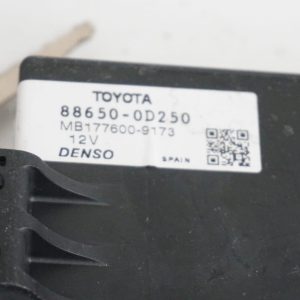 TOYOTA
88650-0D250
MB177600-9173
12V
DENSO
SPAIN